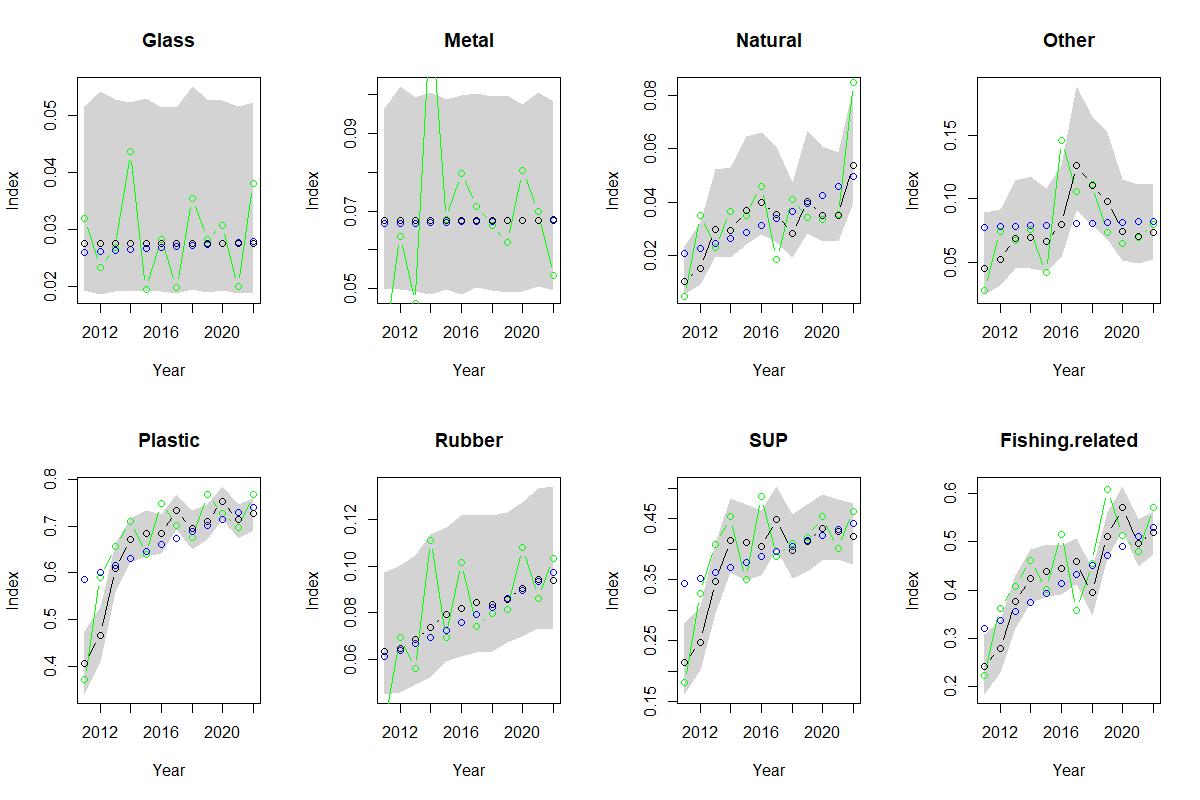 Glass
Index
0.02 0.03 0.04 0.05
2012 2016 2020
Year
Metal
Index
0.05 0.07 0.09
2012 2016 2020
Year
Natural
Index
0.02 0.04 0.06 0.08
2012 2016 2020
Year
Other
Index
0.05 0.10 0.15
2012 2016 2020
Year
Plastic
Index
0.4 0.5 0.6 0.7 0.8
2012 2016 2020
Year
Rubber
Index
0.06 0.08 0.10 0.12
2012 2016 2020
Year
SUP
Index
0.15 0.25 0.35 0.45
2012 2016 2020
Year
Fishing.related
Index
0.2 0.3 0.4 0.5 0.6
2012 2016 2020
Year